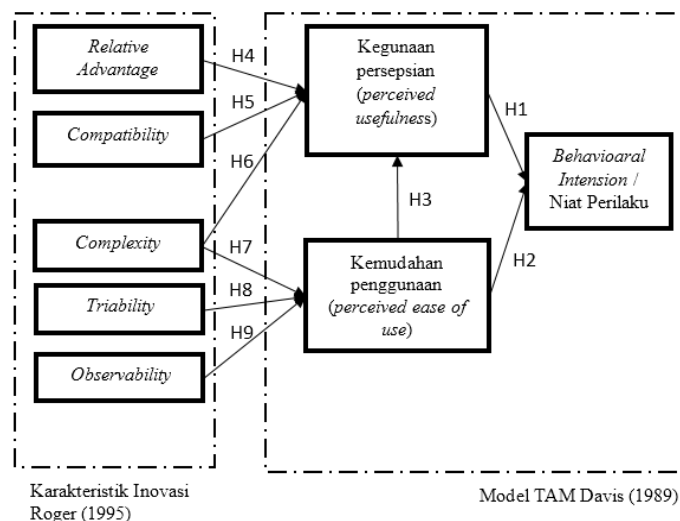 Relative
Advantage
Compatibility
Complexity
Triability
Observability
H4
H5
H6
H7
H8
H9
Kegunaan
persepsian
(perceived
usefulness)
H3
Kemudahan
penggunaan
(perceived ease of
use)
H1
H2
Behavioaral
Intension /
Niat Perilaku
Karakteristik Inovasi
Roger (1995)
Model TAM Davis (1989)